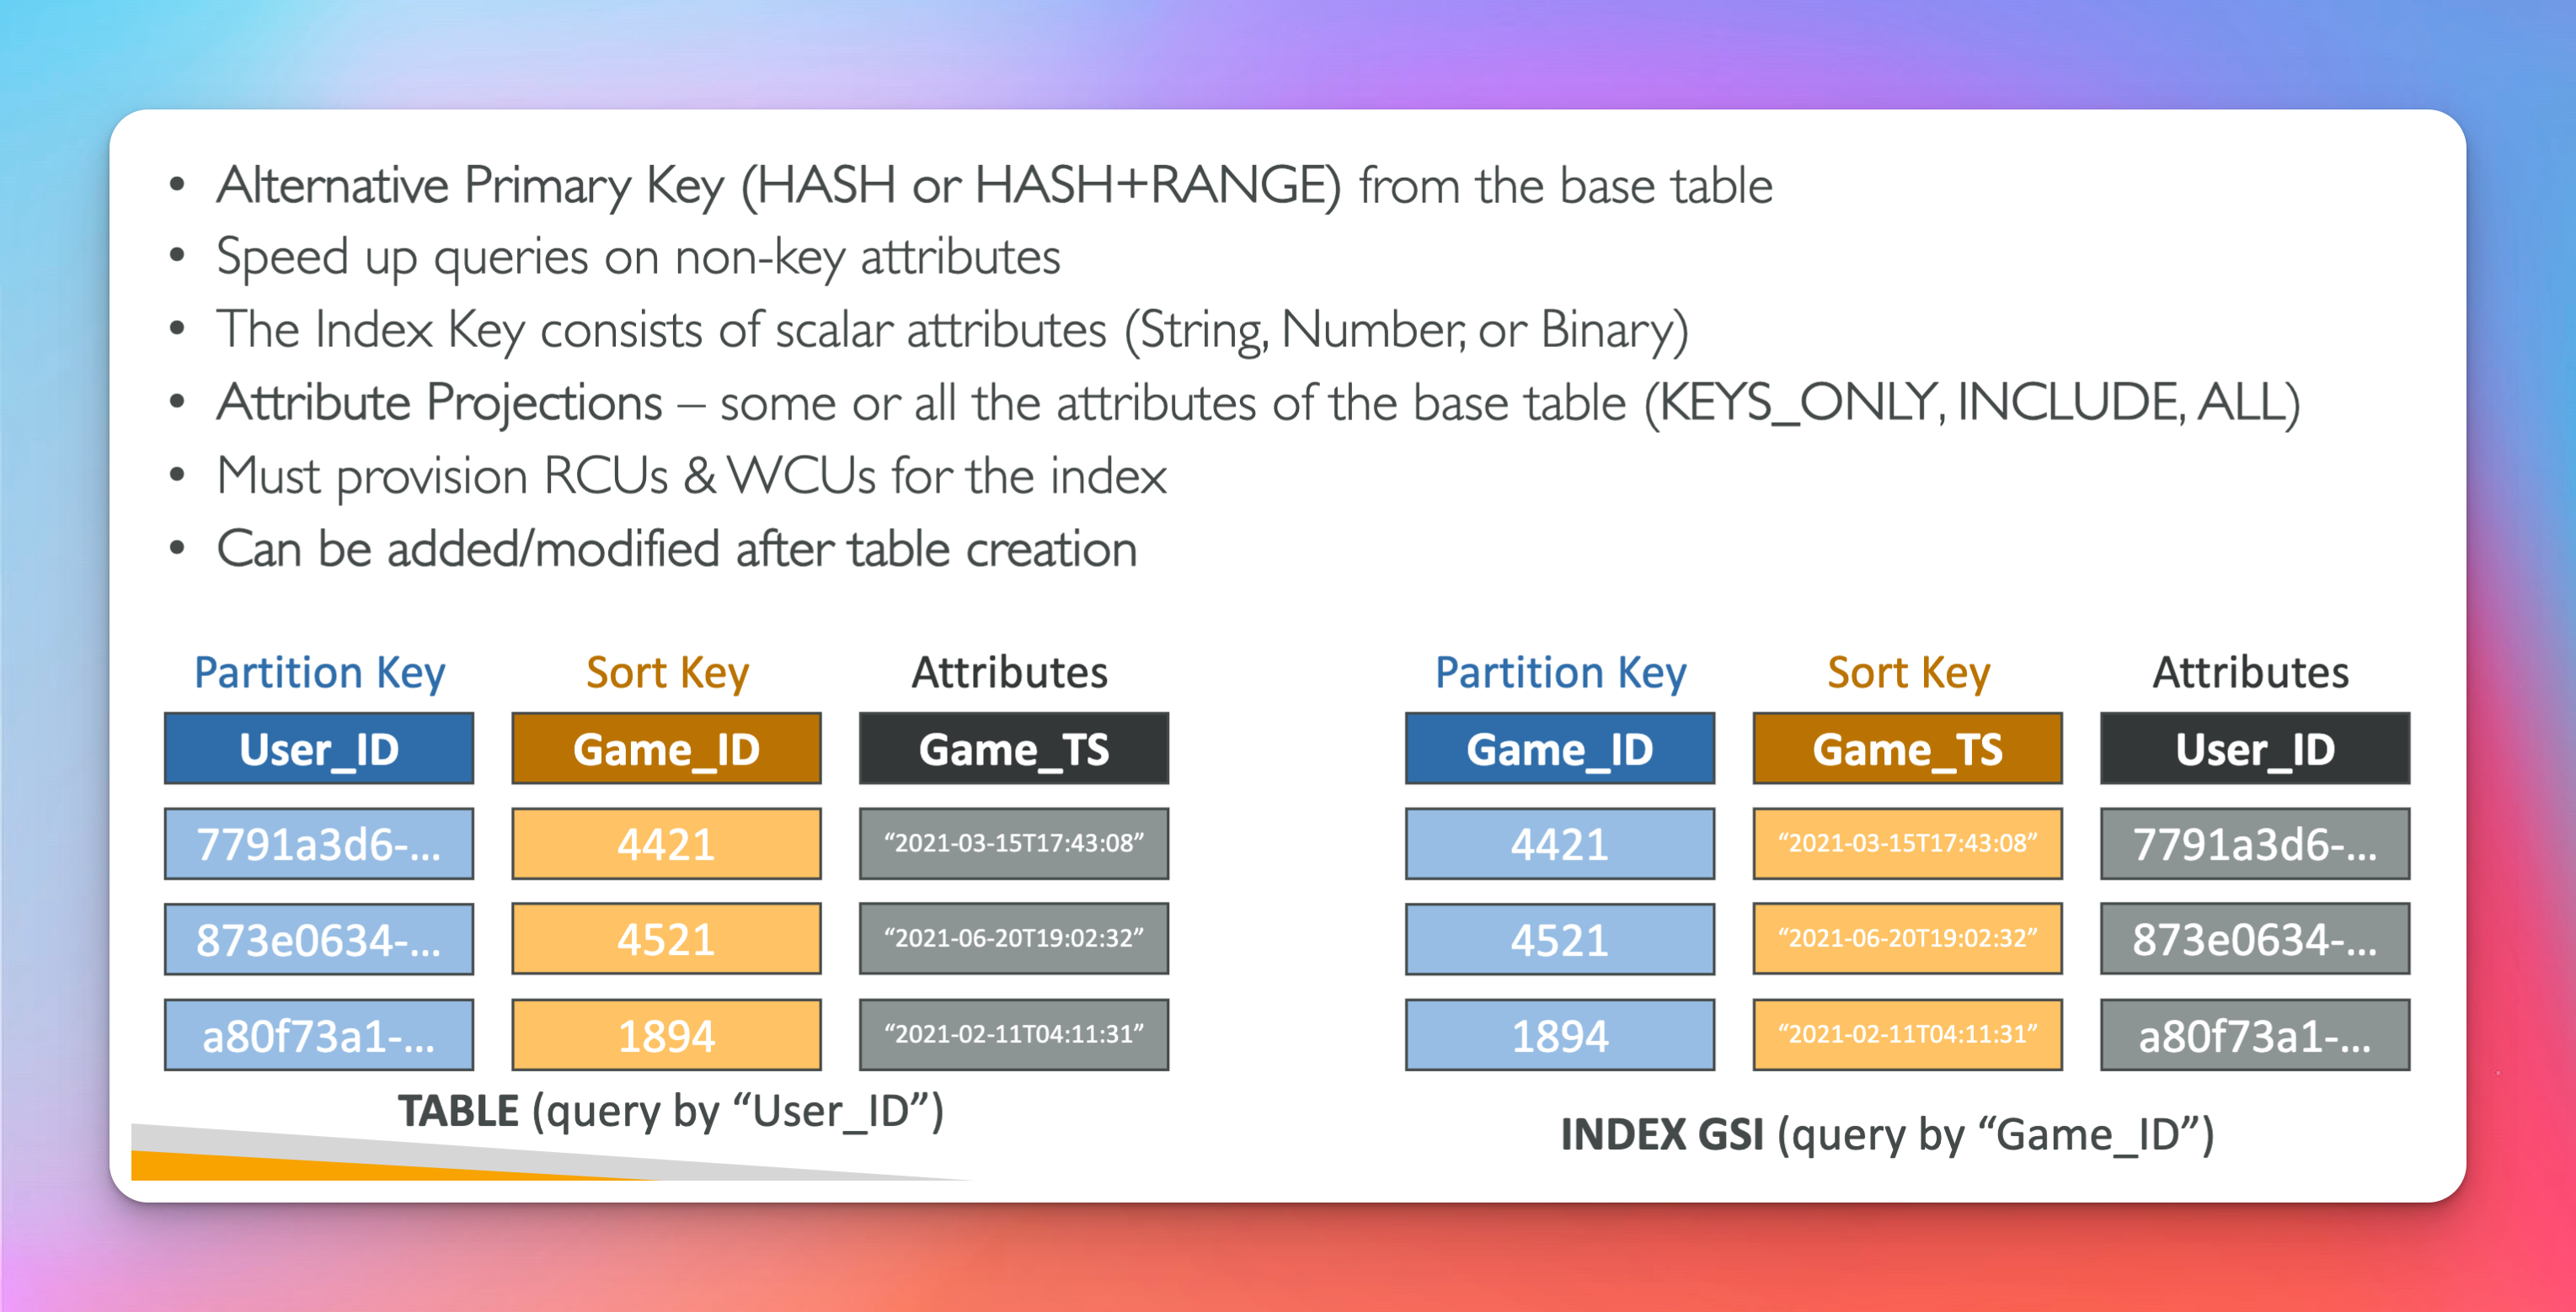 • Alternative Primary Key (HASH or HASH+RANGE) from the base table
• Speed up queries on non-key attributes
• The Index Key consists of scalar attributes (String, Number, or Binary)
• Attribute Projections – some or all the attributes of the base table (KEYS_ONLY, INCLUDE, ALL)
• Must provision RCUs & WCUs for the index
• Can be added/modified after table creation
Partition Key Sort Key Attributes
User_ID Game_ID Game_TS
7791a3d6-... 4421 “2021-03-15T17:43:08”
873e0634-... 4521 “2021-06-20T19:02:32”
a80f73a1-... 1894 “2021-02-11T04:11:31”
TABLE (query by “User_ID”)
Partition Key Sort Key Attributes
Game_ID Game_TS User_ID
4421 “2021-03-15T17:43:08” 7791a3d6-...
4521 “2021-06-20T19:02:32” 873e0634-...
1894 “2021-02-11T04:11:31” a80f73a1-...
INDEX GSI (query by “Game_ID”)